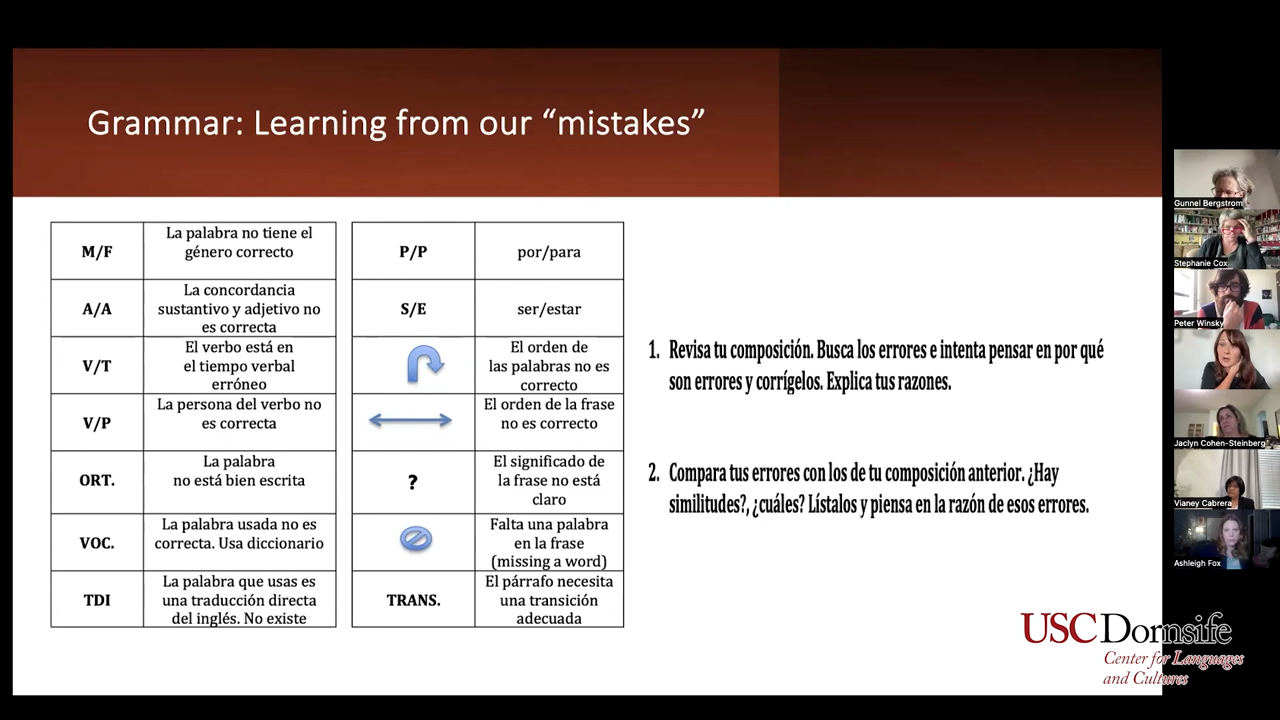 Grammar: Learning from our “mistakes”
M/F
La palabra no tiene el
género correcto
A/A
La concordancia
sustantivo y adjetivo no
es correcta
V/T
El verbo está en
el tiempo verbal
erróneo
V/P
La persona del verbo no
es correcta
ORT.
La palabra
no está bien escrita
VOC.
La palabra usada no es
correcta. Usa diccionario
TDI
La palabra que usas es
una traducción directa
del inglés. No existe
P/P
por/para
S/E
ser/estar
El orden de
las palabras no es
correcto
El orden de la frase
no es correcto
?
El significado de
la frase no está
claro
Falta una palabra
en la frase
(missing a word)
TRANS.
El párrafo necesita
una transición
adecuada
1. Revisa tu composición. Busca los errores e intenta pensar en por qué
son errores y corrígelos. Explica tus razones.
2. Compara tus errores con los de tu composición anterior. ¿Hay
similitudes?, ¿cuáles? Lístalos y piensa en la razón de esos errores.
Gunnel Bergstrom
Stephanie Cox
Peter Winsky
Jaclyn Cohen-Steinberg
Vianey Cabrera
Ashleigh Fox
USC Dornsife
Center for Languages
and Cultures